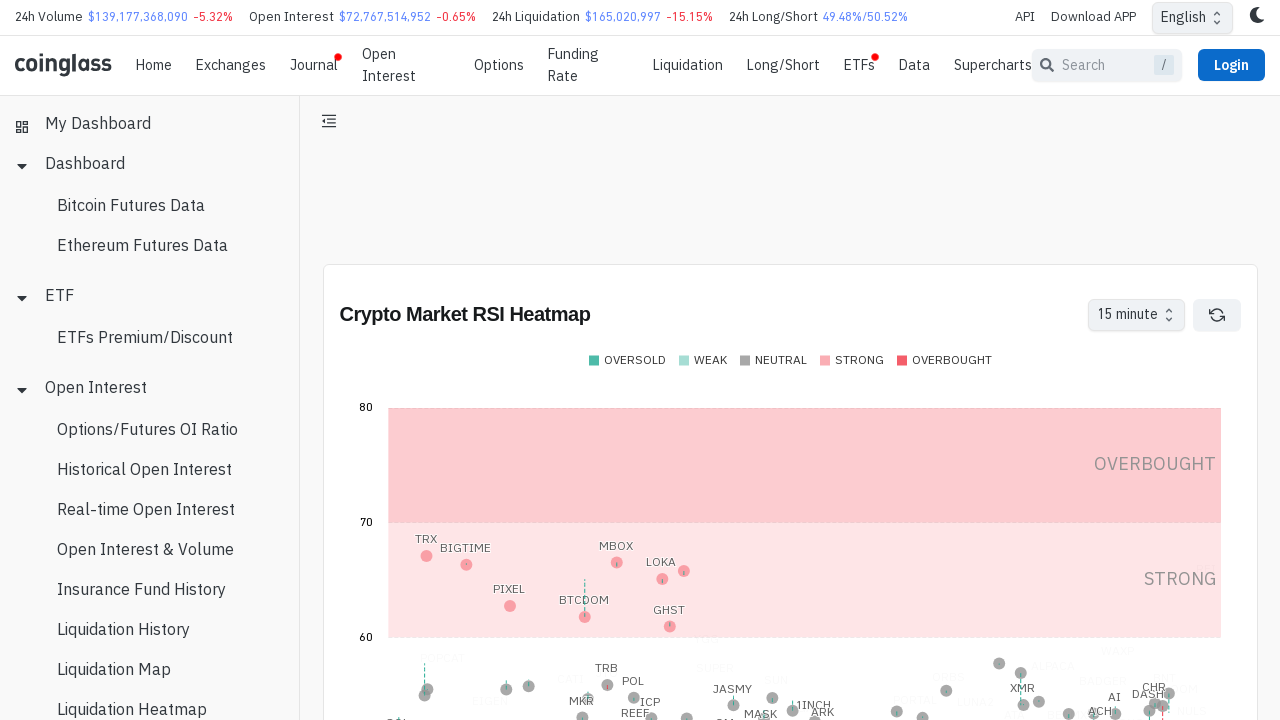 24h Volume $139,177,368,090 -5.32% Open Interest $72,767,514,952 -0.65% 24h Liquidation $165,020,997 -15.15% 24h Long/Short 49.48%/50.52% API Download APP English
coinglass Home Exchanges Journal Open Interest Options Funding Rate Liquidation Long/Short ETFs Data Supercharts Search / Login
My Dashboard
Dashboard
Bitcoin Futures Data
Ethereum Futures Data
ETF
ETFs Premium/Discount
Open Interest
Options/Futures OI Ratio
Historical Open Interest
Real-time Open Interest
Open Interest & Volume
Insurance Fund History
Liquidation History
Liquidation Map
Liquidation Heatmap
Crypto Market RSI Heatmap
15 minute
OVERSOLD WEAK NEUTRAL STRONG OVERBOUGHT
80
OVERBOUGHT
70
TRX
BIGTIME
MBOX
LOKA
STRONG
PIXEL
BTCDOM
GHST
60
TRB
POL
XMR
CHR
JASMY
DASH
AI
MKR
ICP
1INCH
ACH
REEF
MASK
ARK